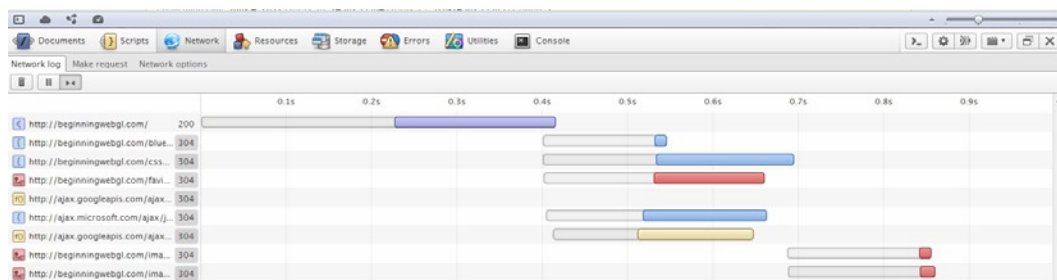 Documents Scripts Network Resources Storage Errors Utilities Console
Network log Make request Network options
0.1s 0.2s 0.3s 0.4s 0.5s 0.6s 0.7s 0.8s 0.9s
http://beginningwebgl.com/ 200
http://beginningwebgl.com/blue... 304
http://beginningwebgl.com/css... 304
http://beginningwebgl.com/favi... 304
http://ajax.googleapis.com/ajax... 304
http://ajax.microsoft.com/ajax/j... 304
http://ajax.googleapis.com/ajax... 304
http://beginningwebgl.com/ima... 304
http://beginningwebgl.com/ima... 304